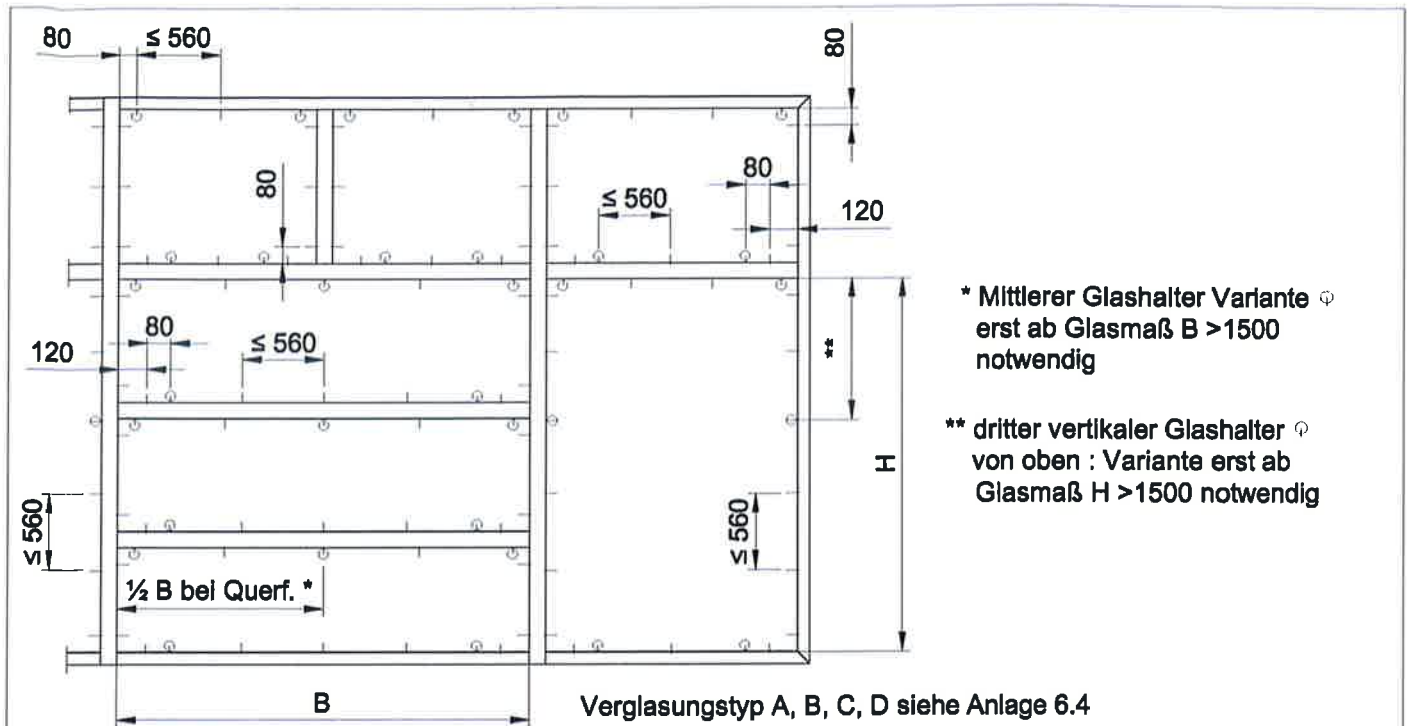 80
≤ 560
80
80
≤ 560
80
120
80
120
≤ 560
**
H
* Mittlerer Glashalter Variante
erst ab Glasmaß B >1500
notwendig
** dritter vertikaler Glashalter
von oben : Variante erst ab
Glasmaß H >1500 notwendig
≤ 560
≤ 560
½ B bei Querf. *
B
Verglasungstyp A, B, C, D siehe Anlage 6.4